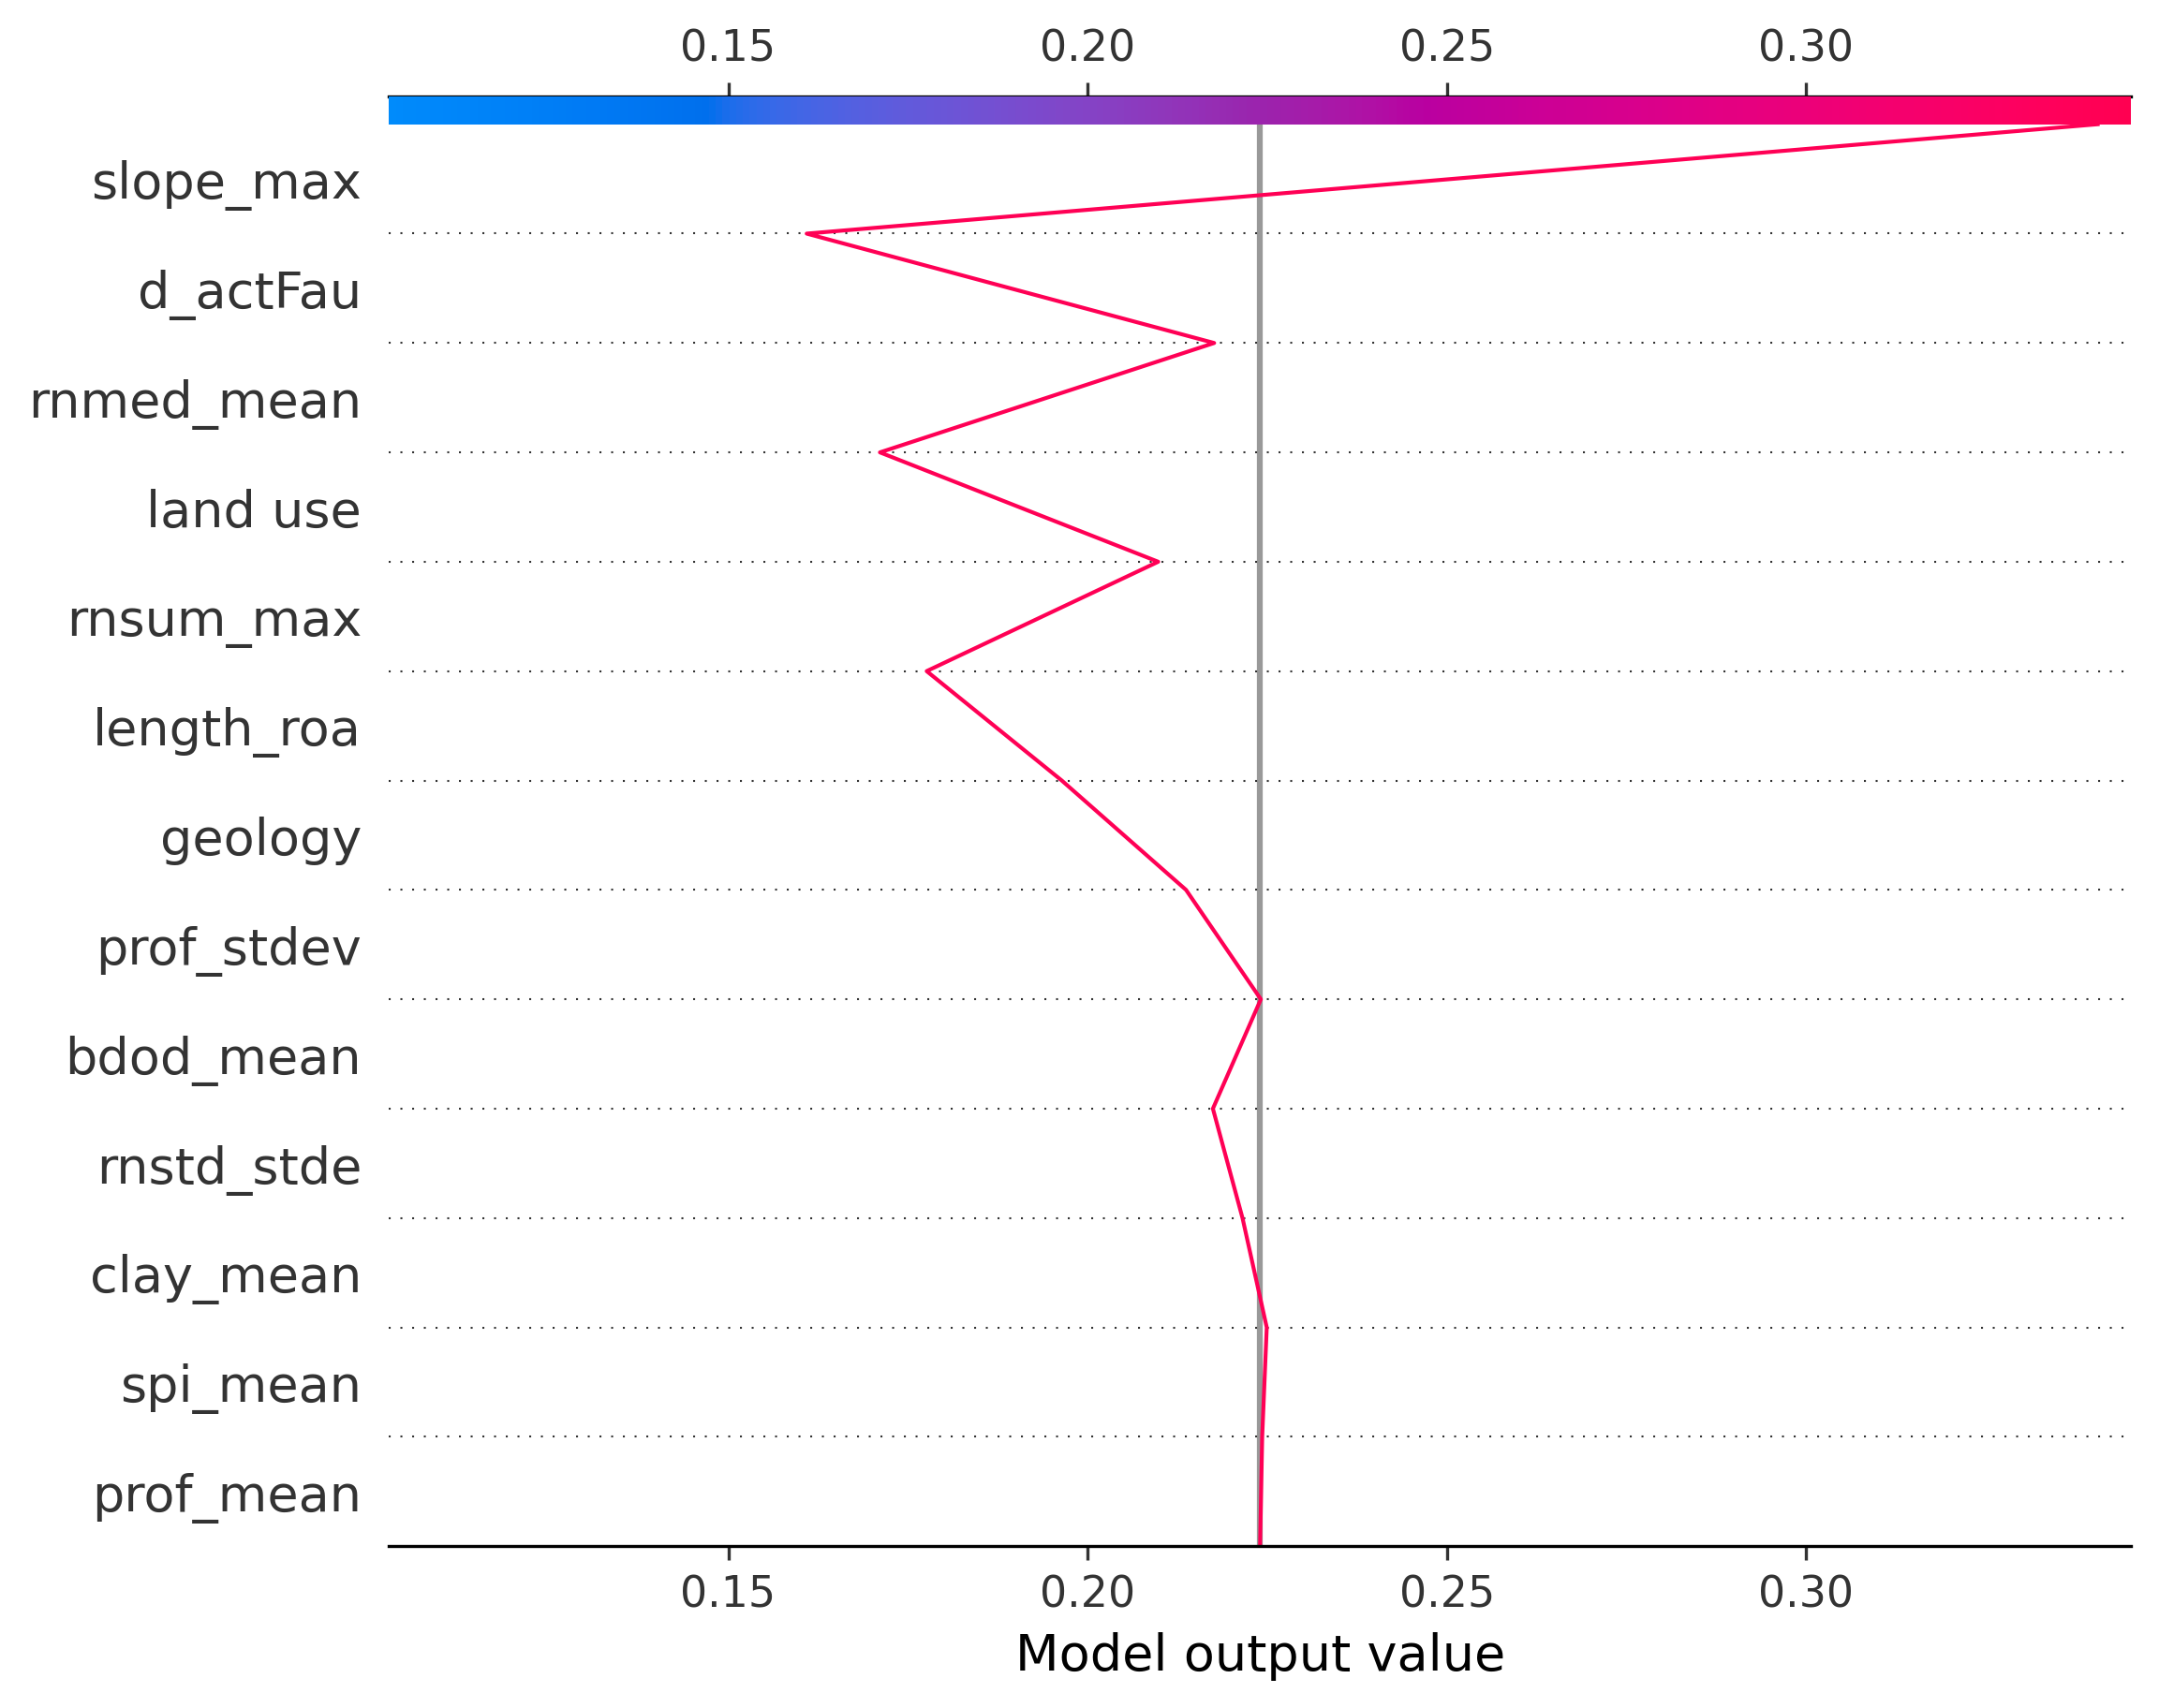 0.15 0.20 0.25 0.30
slope_max
d_actFau
rnmed_mean
land use
rnsum_max
length_roa
geology
prof_stdev
bdod_mean
rnstd_stde
clay_mean
spi_mean
prof_mean
0.15 0.20 0.25 0.30
Model output value